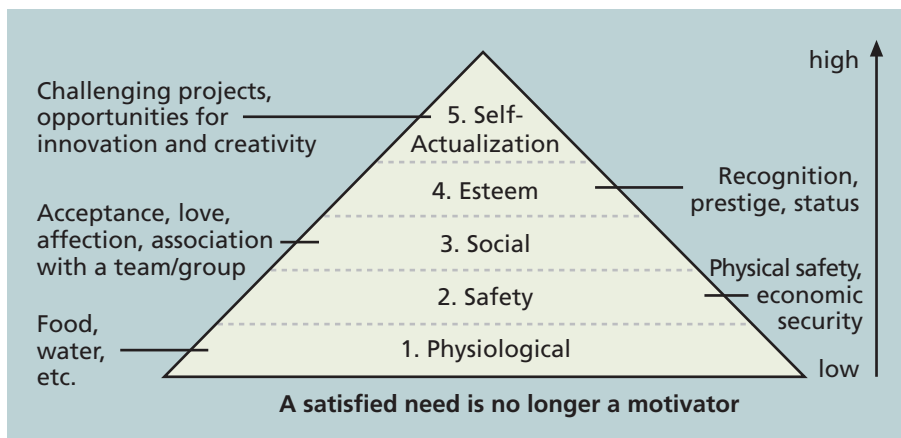 high
Challenging projects,
opportunities for
innovation and creativity
5. Self-
Actualization
Recognition,
prestige, status
4. Esteem
Acceptance, love,
affection, association
with a team/group
3. Social
Physical safety,
economic
security
2. Safety
Food,
water,
etc.
1. Physiological
low
A satisfied need is no longer a motivator